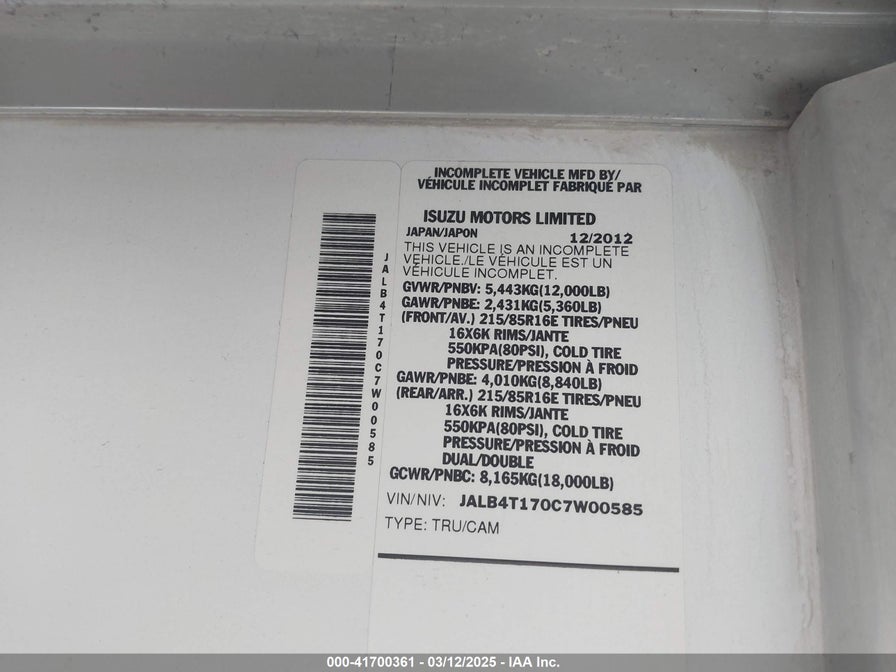 INCOMPLETE VEHICLE MFD BY/
VÉHICULE INCOMPLET FABRIQUÉ PAR
ISUZU MOTORS LIMITED
JAPAN/JAPON 12/2012
THIS VEHICLE IS AN INCOMPLETE
VEHICLE./LE VÉHICULE EST UN
VÉHICULE INCOMPLET.
GVWR/PNBV: 5,443KG(12,000LB)
GAWR/PNBE: 2,431KG(5,360LB)
(FRONT/AV.) 215/85R16E TIRES/PNEU
16X6K RIMS/JANTE
550KPA(80PSI), COLD TIRE
PRESSURE/PRESSION À FROID
GAWR/PNBE: 4,010KG(8,840LB)
(REAR/ARR.) 215/85R16E TIRES/PNEU
16X6K RIMS/JANTE
550KPA(80PSI), COLD TIRE
PRESSURE/PRESSION À FROID
DUAL/DOUBLE
GCWR/PNBC: 8,165KG(18,000LB)
VIN/NIV: JALB4T170C7W00585
TYPE: TRU/CAM
JALB4T170C7W00585
000-41700361 - 03/12/2025 - IAA Inc.